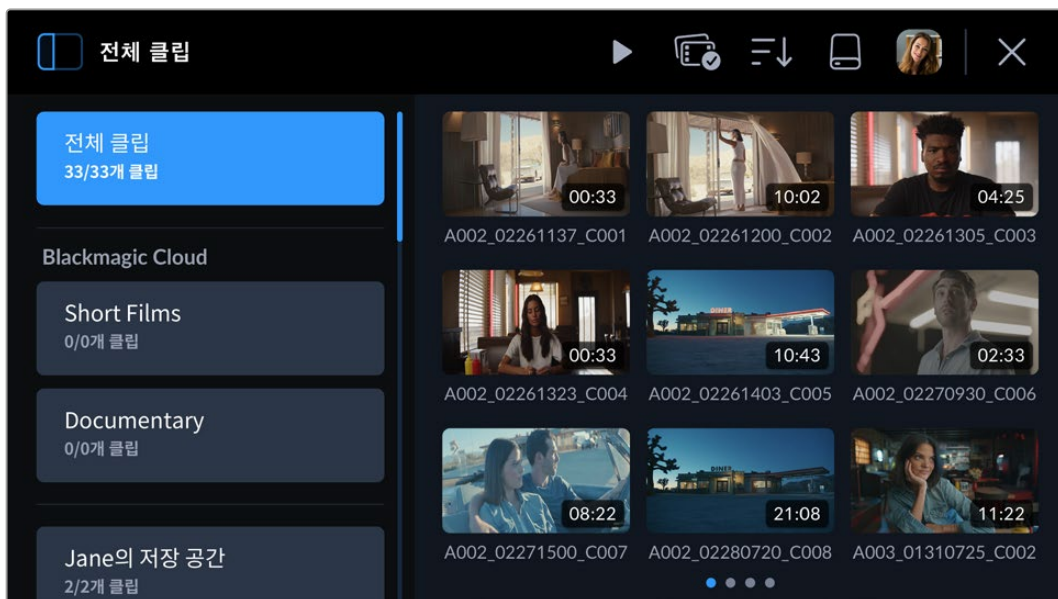 전체 클립
전체 클립
33/33개 클립
Blackmagic Cloud
Short Films
0/0개 클립
Documentary
0/0개 클립
Jane의 저장 공간
2/2개 클립
00:33
10:02
04:25
A002_02261137_C001
A002_02261200_C002
A002_02261305_C003
00:33
DINER
10:43
02:33
A002_02261323_C004
A002_02261403_C005
A002_02270930_C006
08:22
DINER
21:08
11:22
A002_02271500_C007
A002_02280720_C008
A003_01310725_C002